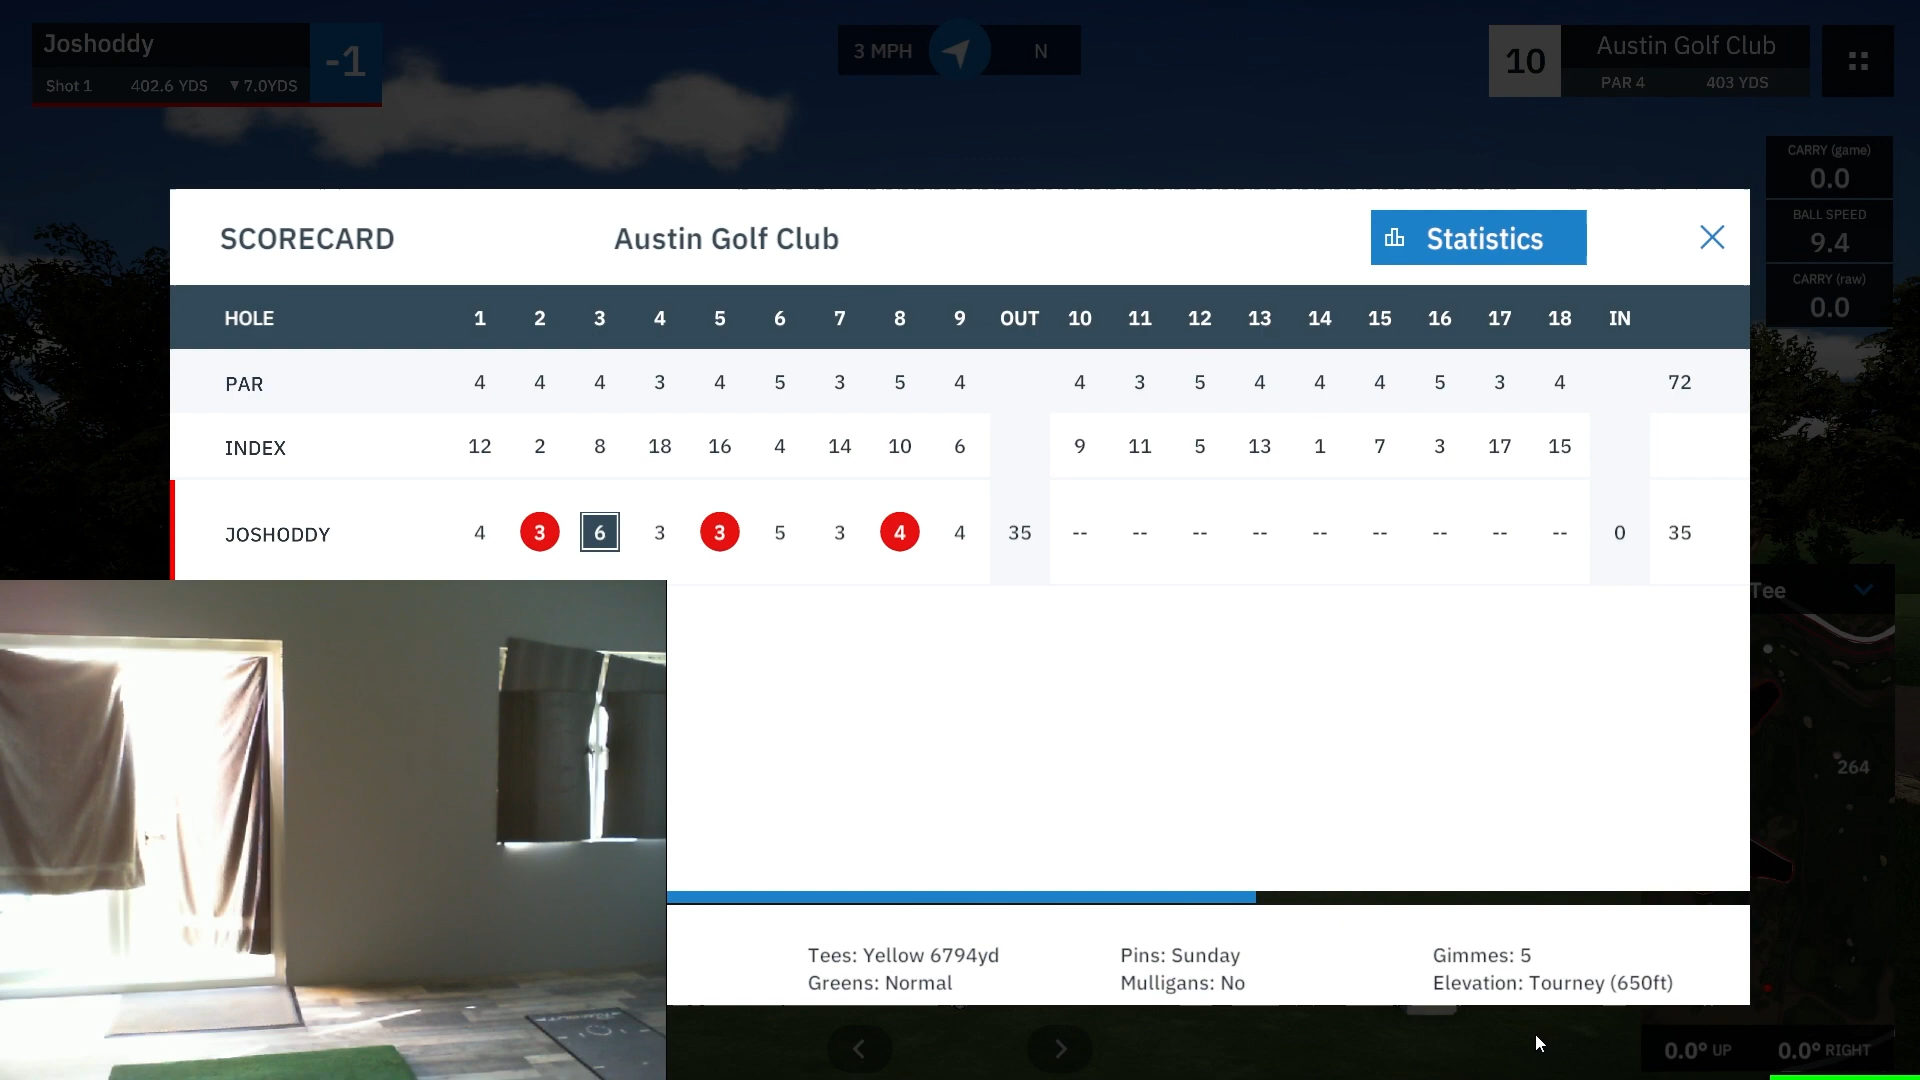 Joshoddy
-1
Shot 1 402.6 YDS ▼7.0YDS
3 MPH N
10 Austin Golf Club
PAR 4 403 YDS
CARRY (game)
0.0
BALL SPEED
9.4
CARRY (raw)
0.0
SCORECARD Austin Golf Club Statistics
HOLE 1 2 3 4 5 6 7 8 9 OUT 10 11 12 13 14 15 16 17 18 IN
PAR 4 4 4 3 4 5 3 5 4 4 3 5 4 4 4 5 3 4 72
INDEX 12 2 8 18 16 4 14 10 6 9 11 5 13 1 7 3 17 15
JOSHODDY 4 3 6 3 3 5 3 4 4 35 -- -- -- -- -- -- -- -- -- 0 35
Tee
264
Tees: Yellow 6794yd Pins: Sunday Gimmes: 5
Greens: Normal Mulligans: No Elevation: Tourney (650ft)
0.0° UP 0.0° RIGHT